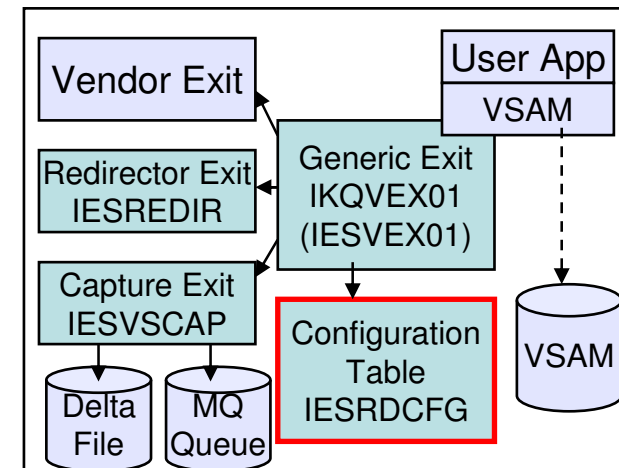 Vendor Exit
User App
VSAM
Generic Exit
IKQVEX01
(IESVEX01)
Redirector Exit
IESREDIR
Capture Exit
IESVSCAP
Configuration
Table
IESRDCFG
VSAM
Delta
File
MQ
Queue